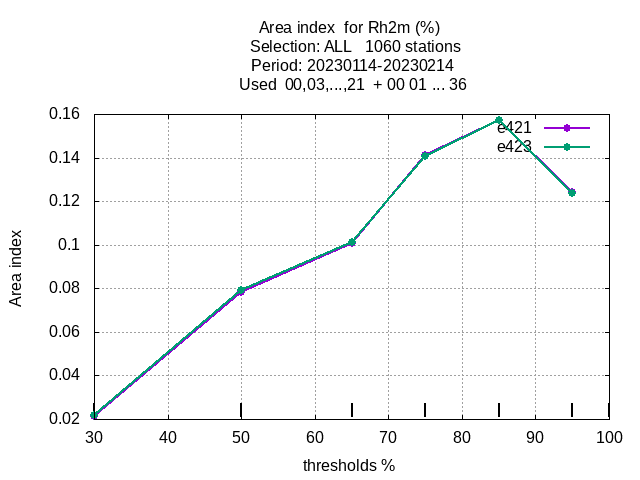 Area index  for Rh2m (%)
Selection: ALL   1060 stations
Period: 20230114-20230214
Used  00,03,...,21  + 00 01 ... 36
0.16
0.14
0.12
0.1
0.08
0.06
0.04
0.02
Area index
e421
e423
30 40 50 60 70 80 90 100
thresholds %